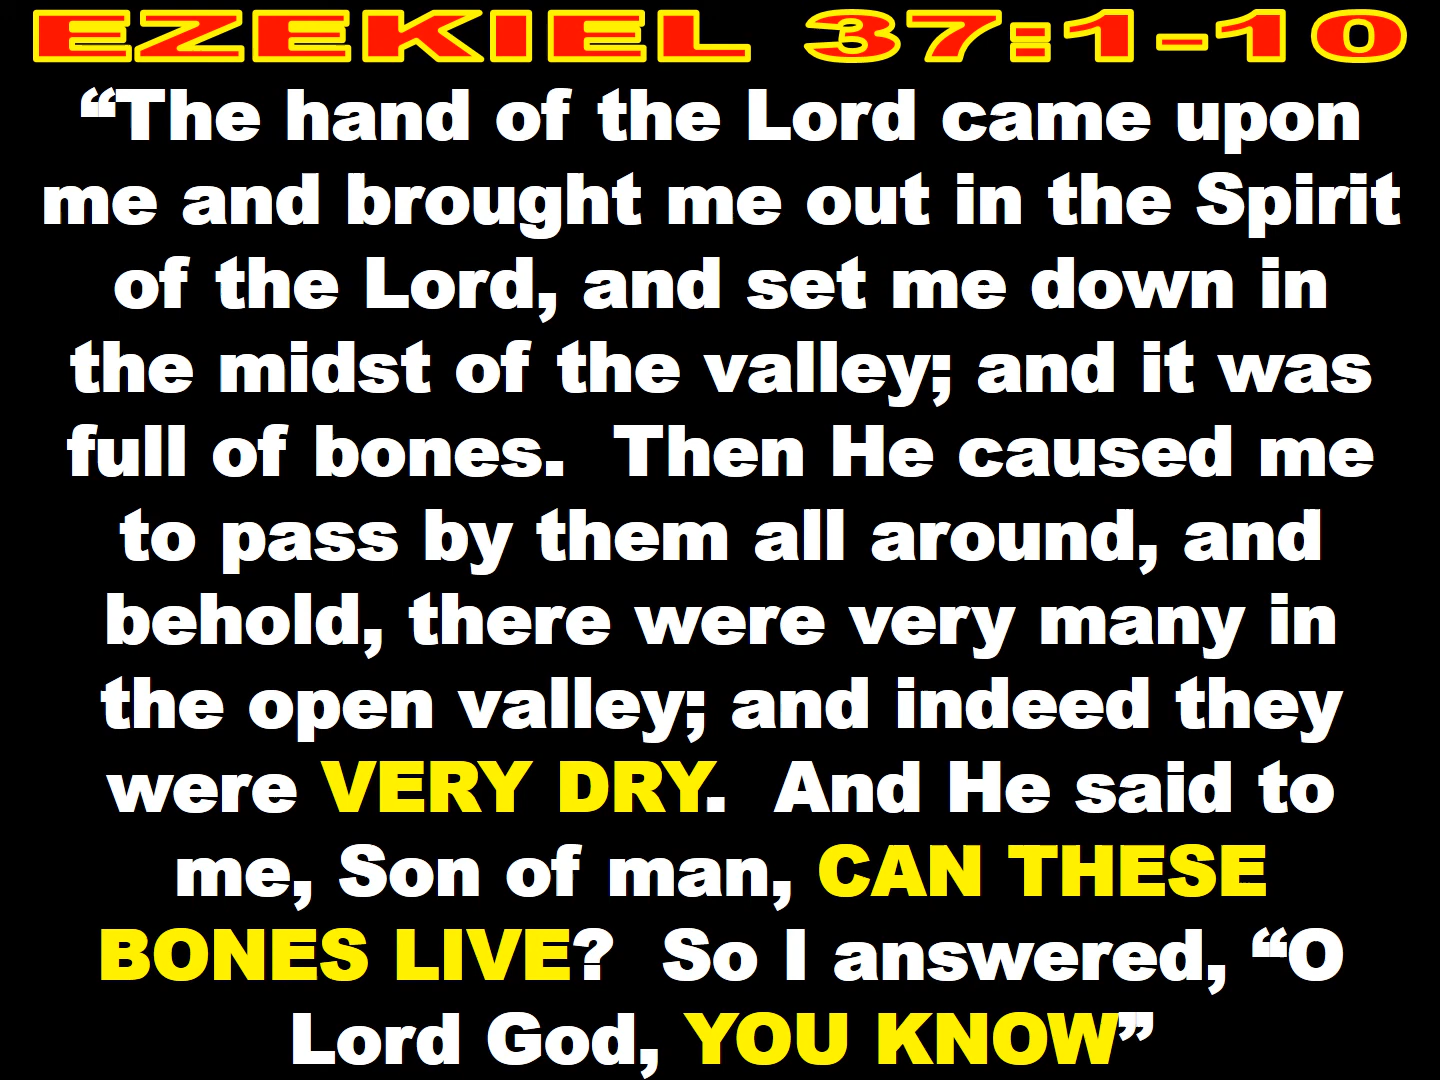 EZEKIEL 37:1-10
“The hand of the Lord came upon
me and brought me out in the Spirit
of the Lord, and set me down in
the midst of the valley; and it was
full of bones.  Then He caused me
to pass by them all around, and
behold, there were very many in
the open valley; and indeed they
were VERY DRY.  And He said to
me, Son of man, CAN THESE
BONES LIVE?  So I answered, “O
Lord God, YOU KNOW”